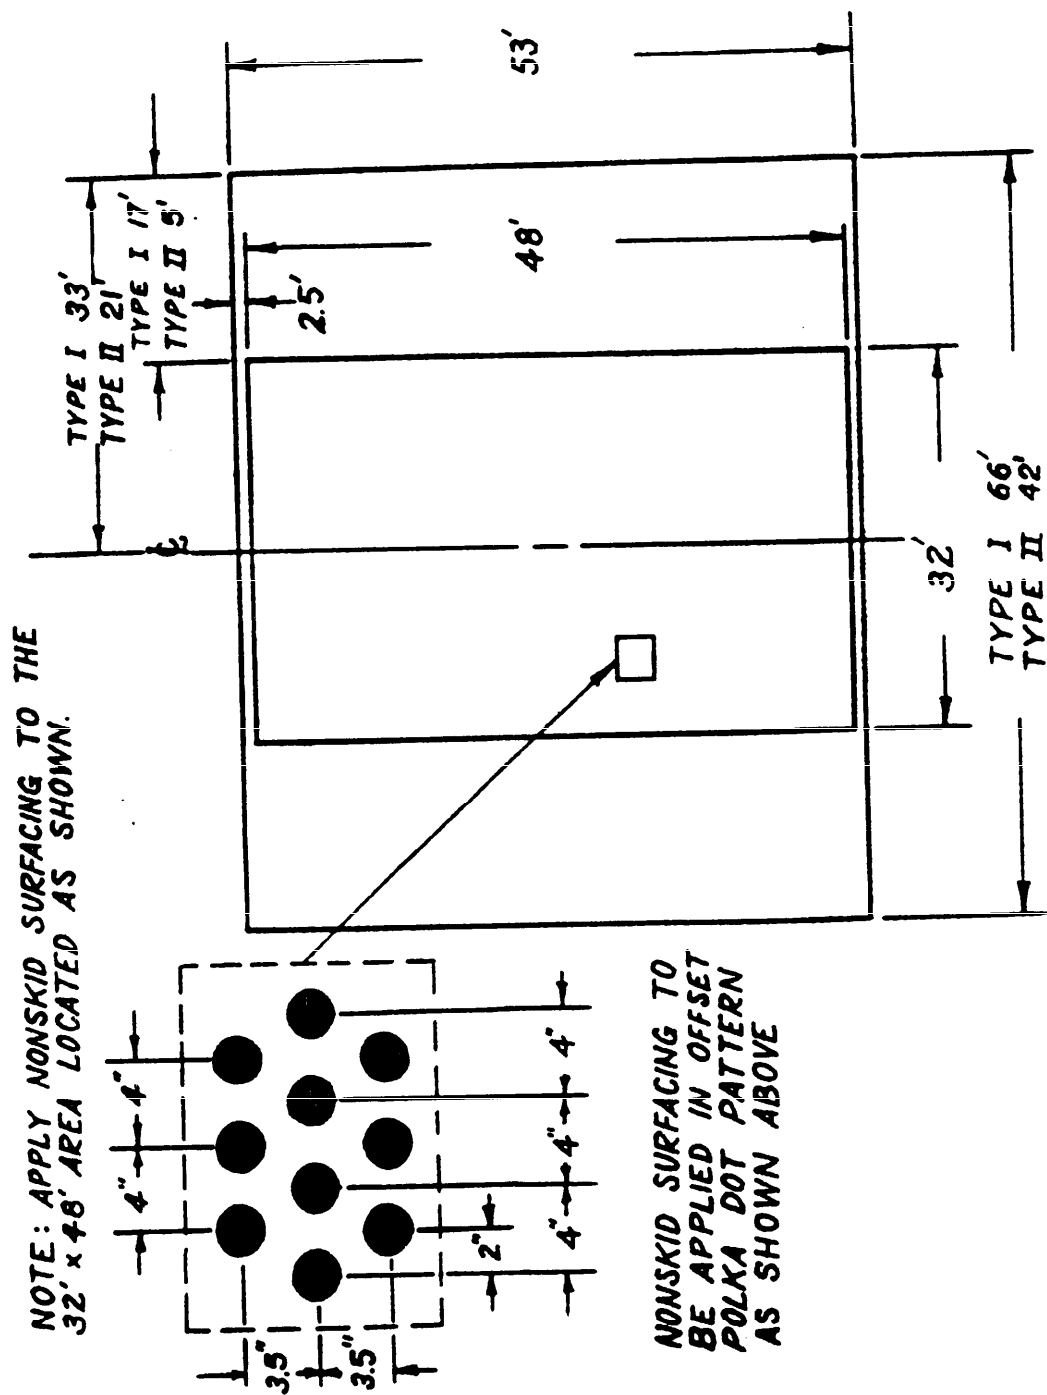 NOTE: APPLY NONSKID SURFACING TO THE
32' x 48' AREA LOCATED AS SHOWN.
TYPE I 33'
TYPE II 21'
TYPE I 17'
TYPE II 5'
℄
2.5'
48'
53'
32'
TYPE I 66'
TYPE II 42'
4"
4"
3.5"
3.5"
2"
4"
4"
4"
NONSKID SURFACING TO
BE APPLIED IN OFFSET
POLKA DOT PATTERN
AS SHOWN ABOVE